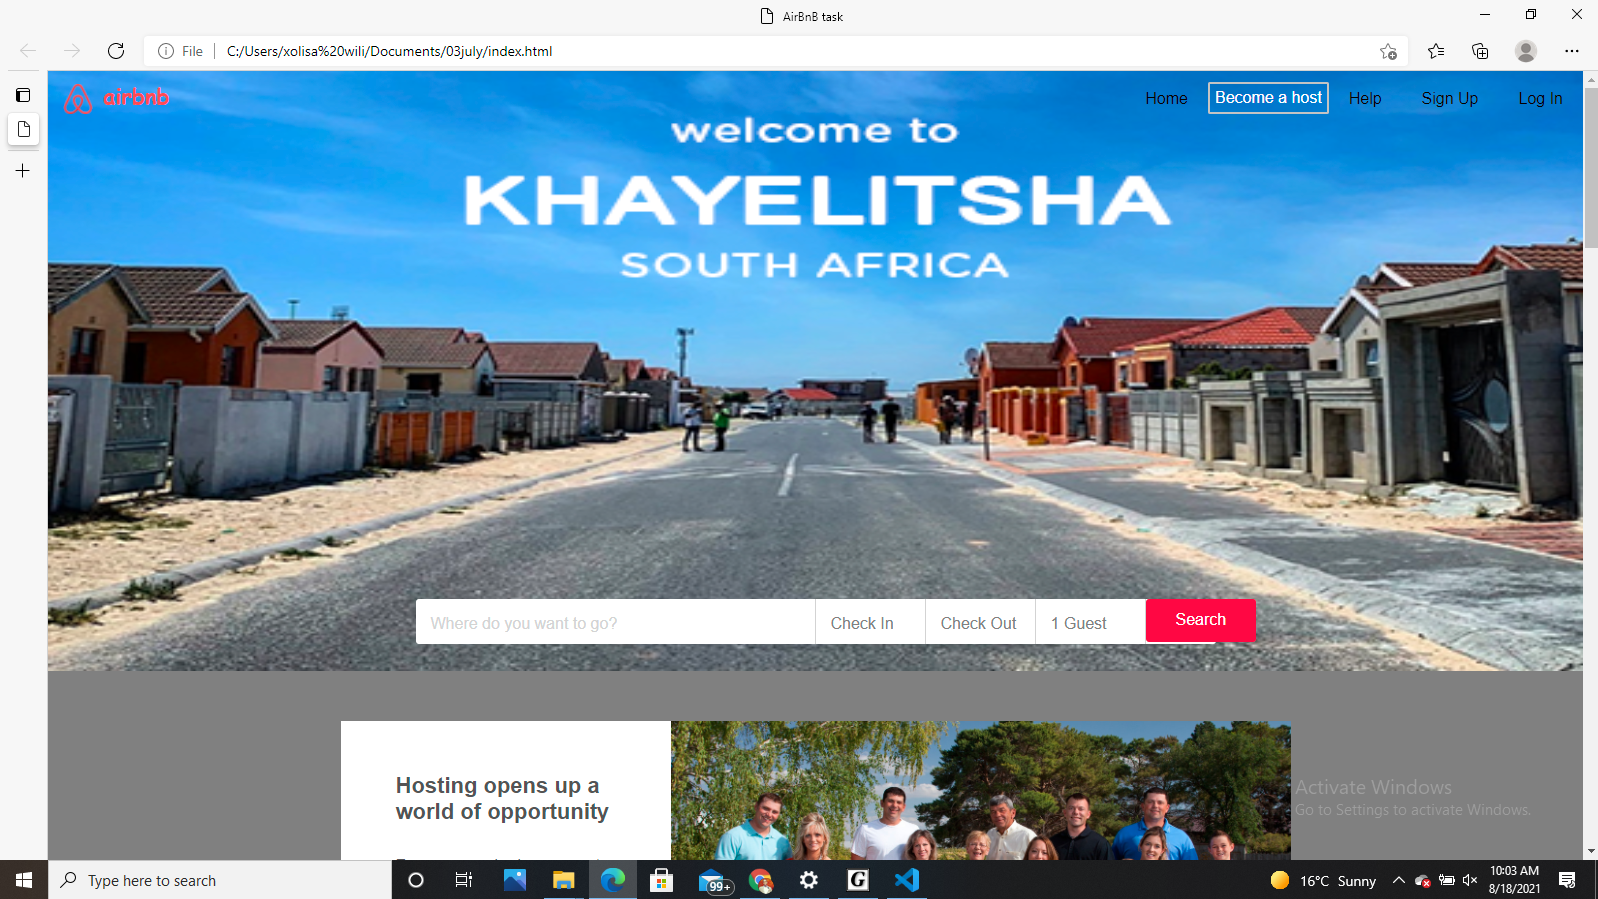 AirBnB task
File
C:/Users/xolisa%20wili/Documents/03july/index.html
airbnb
Home Become a host Help Sign Up Log In
welcome to
KHAYELITSHA
SOUTH AFRICA
Where do you want to go? Check In Check Out 1 Guest Search
Hosting opens up a
world of opportunity
Activate Windows
Go to Settings to activate Windows.
Type here to search
99+
G
16°C Sunny
10:03 AM
8/18/2021